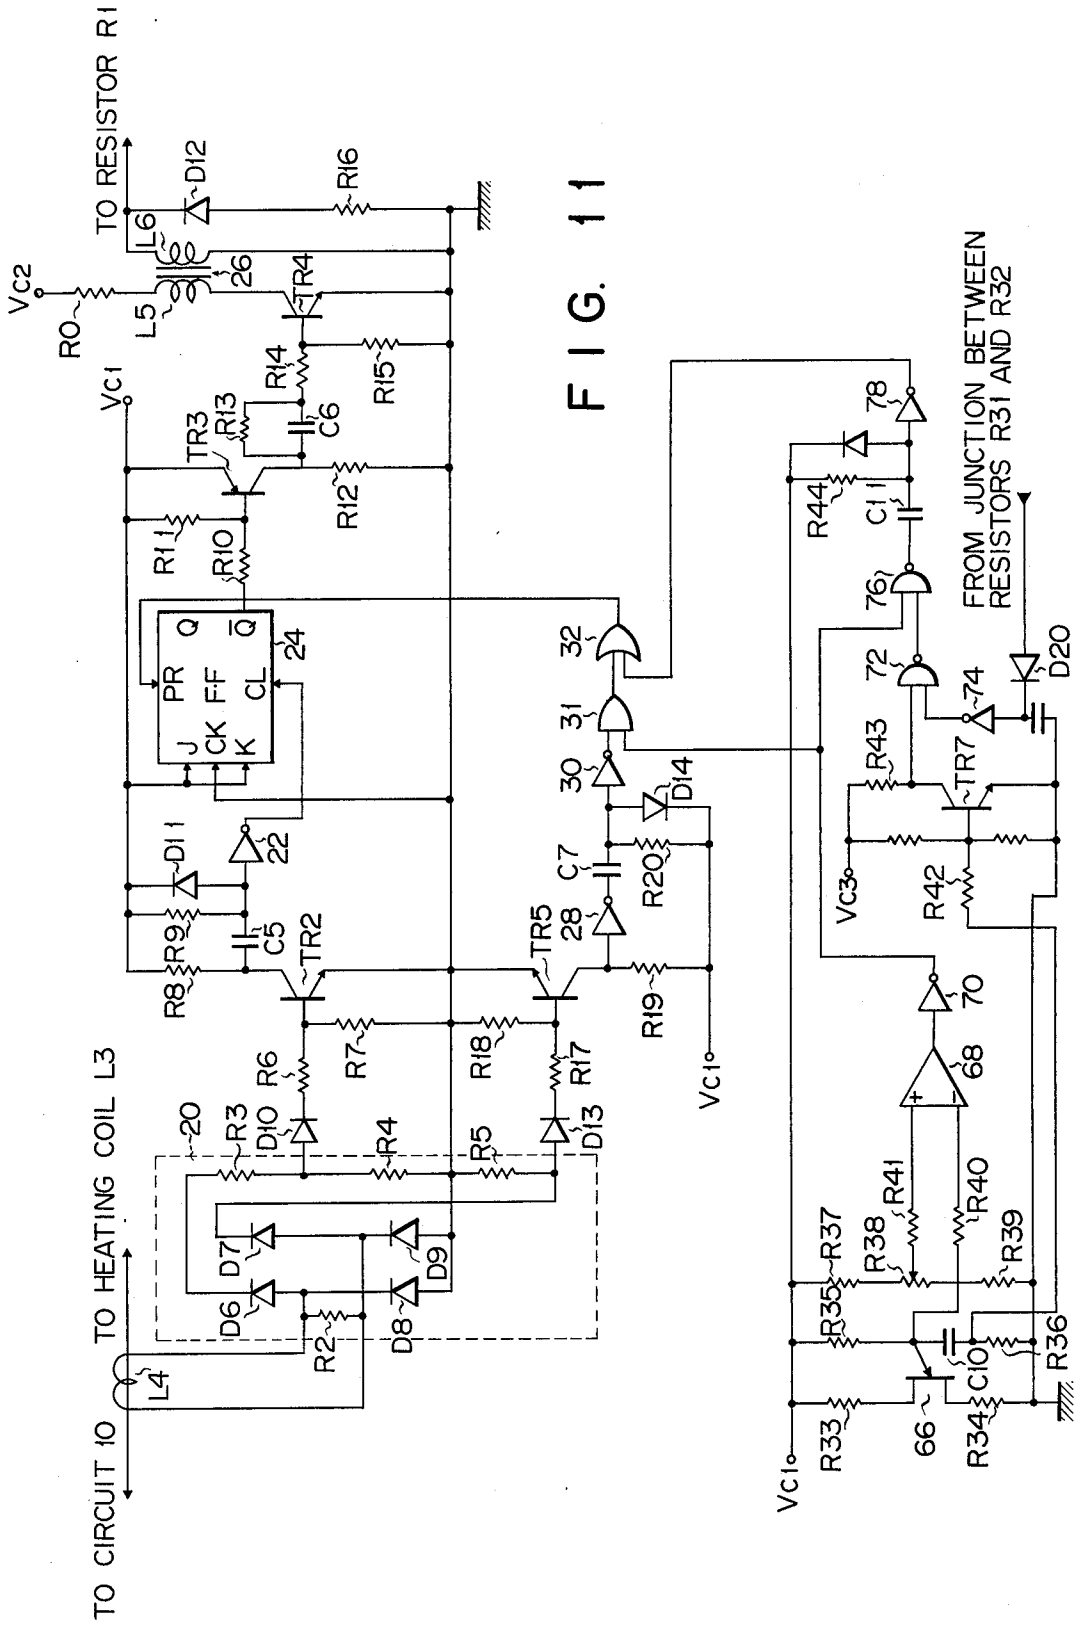 TO CIRCUIT 10
TO HEATING COIL L3
TO RESISTOR R1
L4
20
R2
D6
D7
D8
D9
R3
R4
R5
D10
D13
R6
R7
R18
R17
R8
R9
D11
C5
TR2
22
TR5
R19
28
C7
R20
D14
30
31
32
VC1
J
CK
K
PR
F·F
CL
Q
Q̅
24
R11
R10
TR3
R12
R13
C6
VC1
R14
R15
TR4
VC2
R0
L5
L6
26
D12
R16
FIG. 11
VC1
R33
R34
66
R35
C10
R36
R37
R38
R39
R41
R40
68
70
VC3
R42
R43
TR7
72
74
D20
76
R44
C11
78
FROM JUNCTION BETWEEN
RESISTORS R31 AND R32